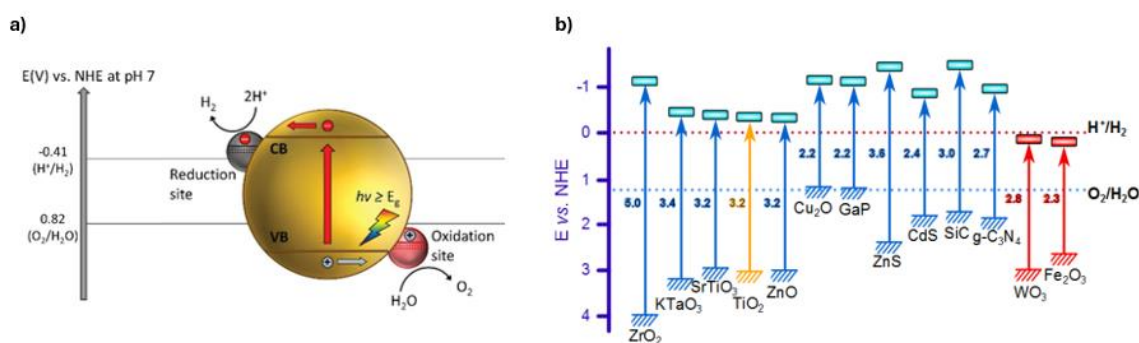 a)
E(V) vs. NHE at pH 7
H₂
2H⁺
-0.41
(H⁺/H₂)
Reduction
site
CB
hν ≥ E_g
0.82
(O₂/H₂O)
VB
Oxidation
site
H₂O
O₂
b)
E vs. NHE
-1
0
1
2
3
4
H⁺/H₂
O₂/H₂O
5.0
3.4
3.2
3.2
3.2
2.2
2.2
3.6
2.4
3.0
2.7
2.8
2.3
ZrO₂
KTaO₃
SrTiO₃
TiO₂
ZnO
Cu₂O
GaP
ZnS
CdS
SiC
g-C₃N₄
WO₃
Fe₂O₃